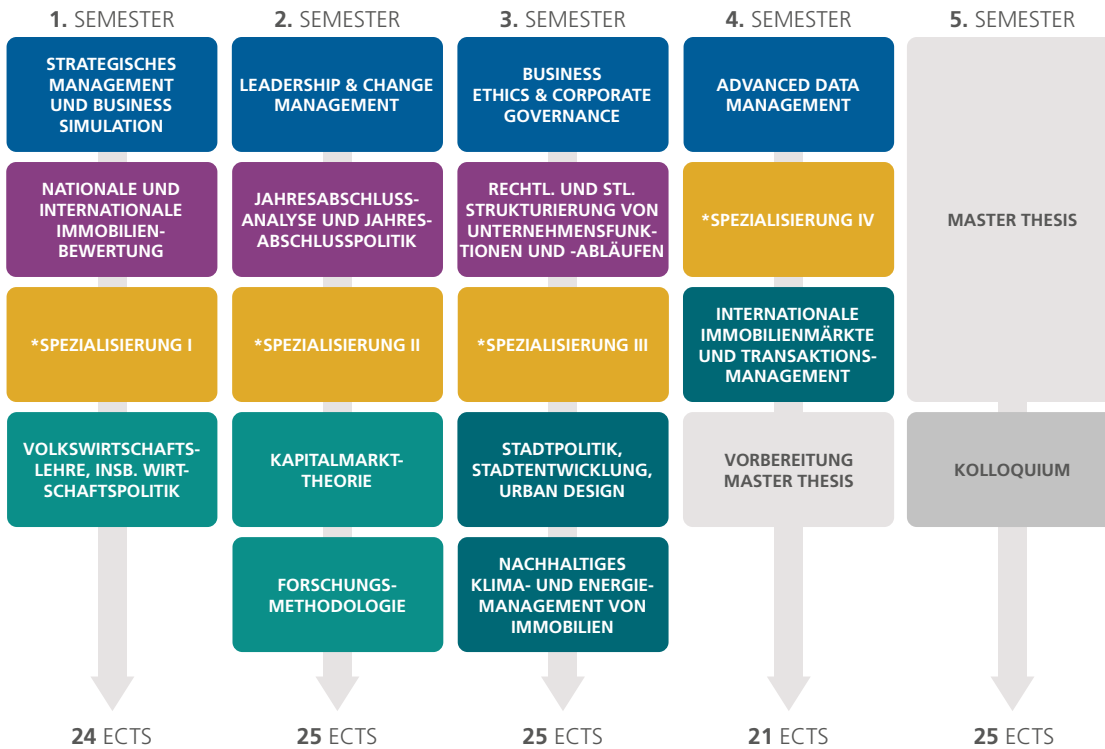 1. SEMESTER
2. SEMESTER
3. SEMESTER
4. SEMESTER
5. SEMESTER
STRATEGISCHES
MANAGEMENT
UND BUSINESS
SIMULATION
LEADERSHIP & CHANGE
MANAGEMENT
BUSINESS
ETHICS & CORPORATE
GOVERNANCE
ADVANCED DATA
MANAGEMENT
MASTER THESIS
NATIONALE UND
INTERNATIONALE
IMMOBILIEN-
BEWERTUNG
JAHRESABSCHLUSS-
ANALYSE UND JAHRES-
ABSCHLUSSPOLITIK
RECHTL. UND STL.
STRUKTURIERUNG VON
UNTERNEHMENSFUNK-
TIONEN UND -ABLÄUFEN
*SPEZIALISIERUNG IV
*SPEZIALISIERUNG I
*SPEZIALISIERUNG II
*SPEZIALISIERUNG III
INTERNATIONALE
IMMOBILIENMÄRKTE
UND TRANSAKTIONS-
MANAGEMENT
VOLKSWIRTSCHAFTS-
LEHRE, INSB. WIRT-
SCHAFTSPOLITIK
KAPITALMARKT-
THEORIE
STADTPOLITIK,
STADTENTWICKLUNG,
URBAN DESIGN
VORBEREITUNG
MASTER THESIS
KOLLOQUIUM
FORSCHUNGS-
METHODOLOGIE
NACHHALTIGES
KLIMA- UND ENERGIE-
MANAGEMENT VON
IMMOBILIEN
24 ECTS
25 ECTS
25 ECTS
21 ECTS
25 ECTS